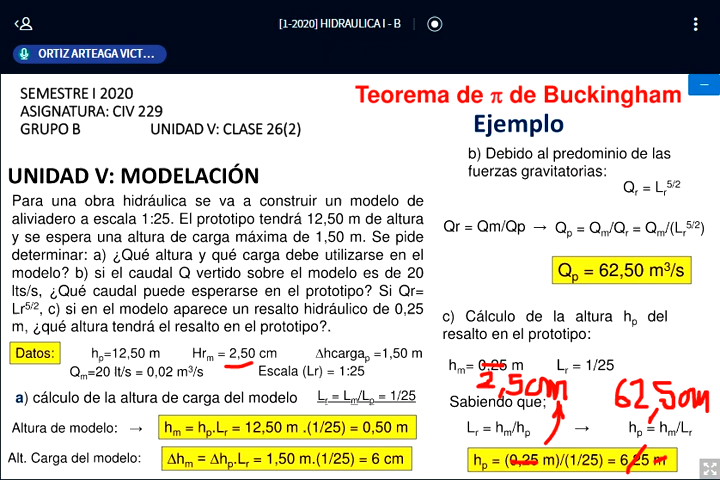 [1-2020] HIDRAULICA I - B
ORTIZ ARTEAGA VICT...
SEMESTRE I 2020
ASIGNATURA: CIV 229
GRUPO B UNIDAD V: CLASE 26(2)
Teorema de π de Buckingham
Ejemplo
UNIDAD V: MODELACIÓN
Para una obra hidráulica se va a construir un modelo de
aliviadero a escala 1:25. El prototipo tendrá 12,50 m de altura
y se espera una altura de carga máxima de 1,50 m. Se pide
determinar: a) ¿Qué altura y qué carga debe utilizarse en el
modelo? b) si el caudal Q vertido sobre el modelo es de 20
lts/s, ¿Qué caudal puede esperarse en el prototipo? Si Qr=
Lr^5/2, c) si en el modelo aparece un resalto hidráulico de 0,25
m, ¿qué altura tendrá el resalto en el prototipo?.
Datos: hp=12,50 m Hrm = 2,50 cm Δhcargap =1,50 m
Qm=20 lt/s = 0,02 m³/s Escala (Lr) = 1:25
a) cálculo de la altura de carga del modelo Lr = Lm/Lp = 1/25
Altura de modelo: → hm = hp.Lr = 12,50 m .(1/25) = 0,50 m
Alt. Carga del modelo: Δhm = Δhp.Lr = 1,50 m.(1/25) = 6 cm
b) Debido al predominio de las
fuerzas gravitatorias:
Qr = Lr^5/2
Qr = Qm/Qp → Qp = Qm/Qr = Qm/(Lr^5/2)
Qp = 62,50 m³/s
c) Cálculo de la altura hp del
resalto en el prototipo:
hm= 0,25 m Lr = 1/25
2,5cm
Sabiendo que:
62,5cm
Lr = hm/hp → hp = hm/Lr
hp = (0,25 m)/(1/25) = 6,25 m